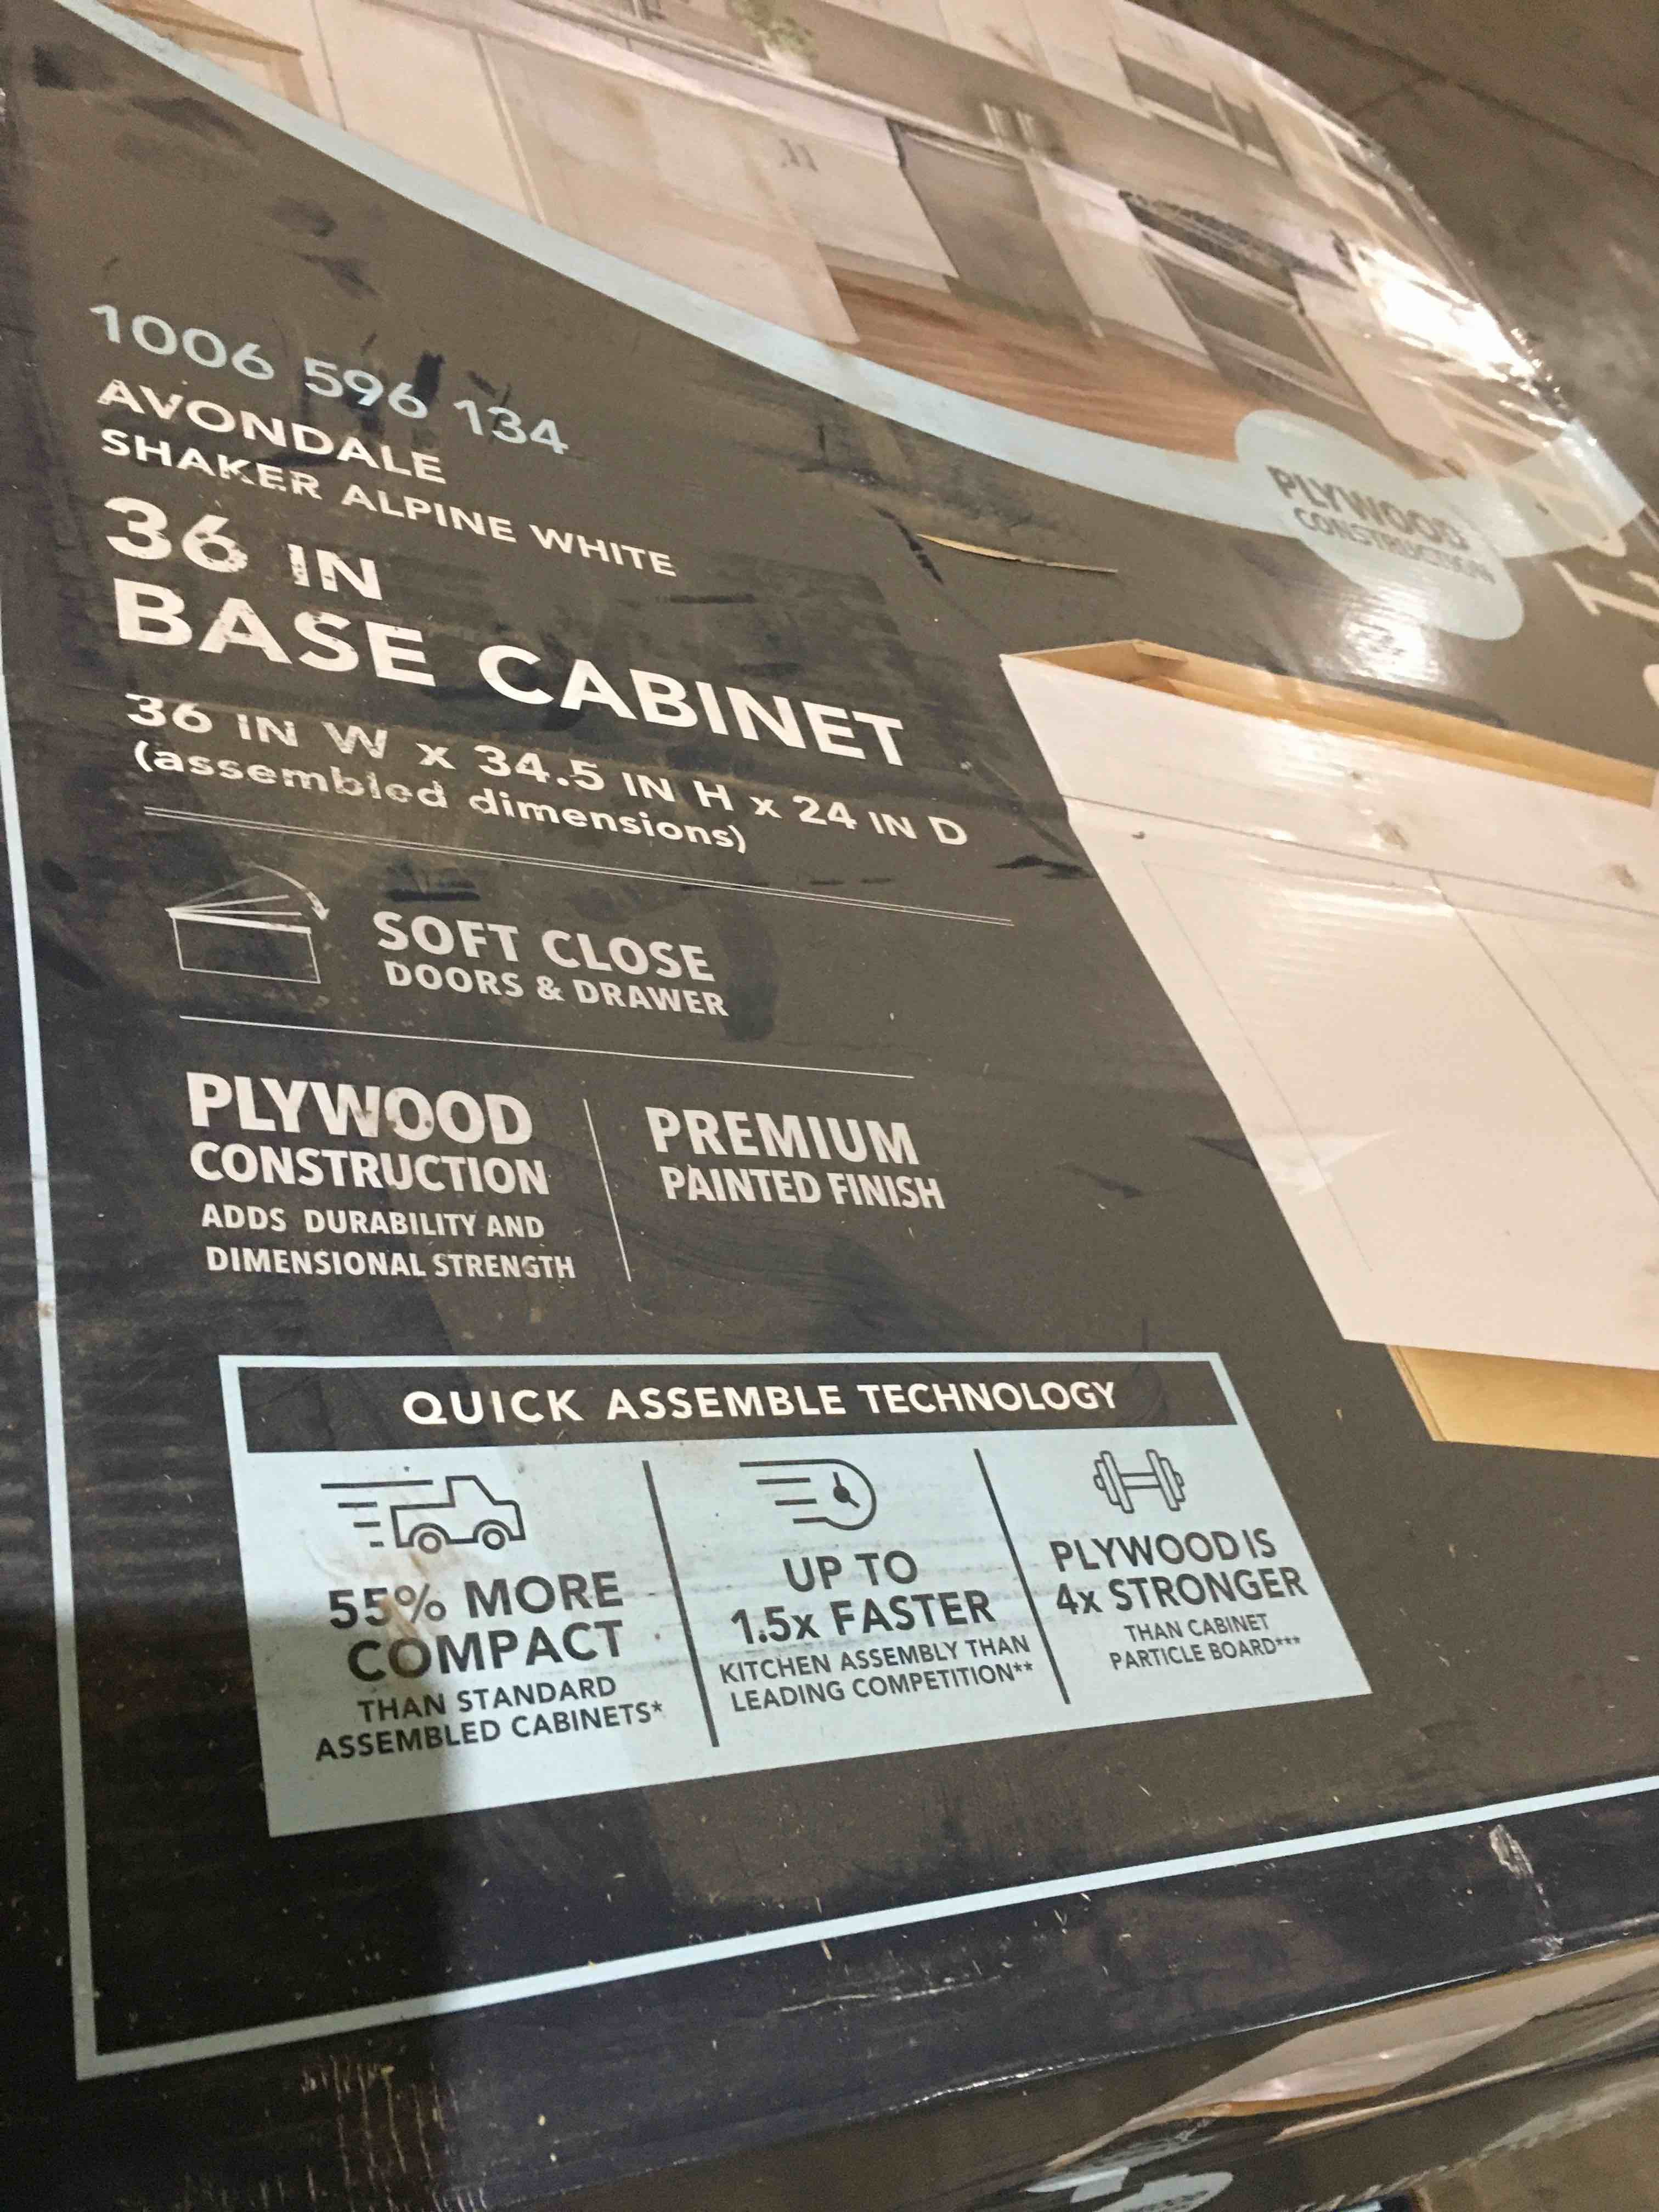 1006 596 134
AVONDALE
SHAKER ALPINE WHITE
36 IN
BASE CABINET
36 IN W x 34.5 IN H x 24 IN D
(assembled dimensions)
PLYWOOD
CONSTRUCTION
SOFT CLOSE
DOORS & DRAWER
PLYWOOD
CONSTRUCTION
ADDS DURABILITY AND
DIMENSIONAL STRENGTH
PREMIUM
PAINTED FINISH
QUICK ASSEMBLE TECHNOLOGY
55% MORE
COMPACT
THAN STANDARD
ASSEMBLED CABINETS*
UP TO
1.5x FASTER
KITCHEN ASSEMBLY THAN
LEADING COMPETITION**
PLYWOOD IS
4x STRONGER
THAN CABINET
PARTICLE BOARD***